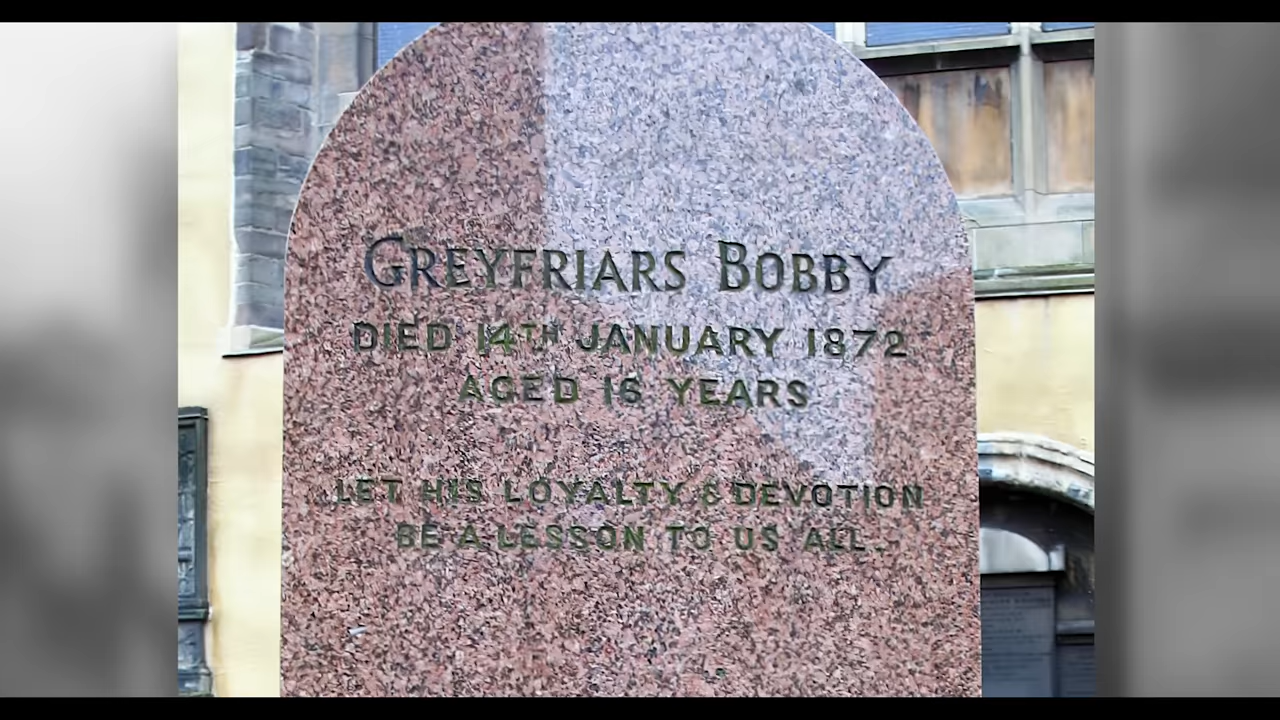 GREYFRIARS BOBBY
DIED 14TH JANUARY 1872
AGED 16 YEARS
LET HIS LOYALTY & DEVOTION
BE A LESSON TO US ALL.